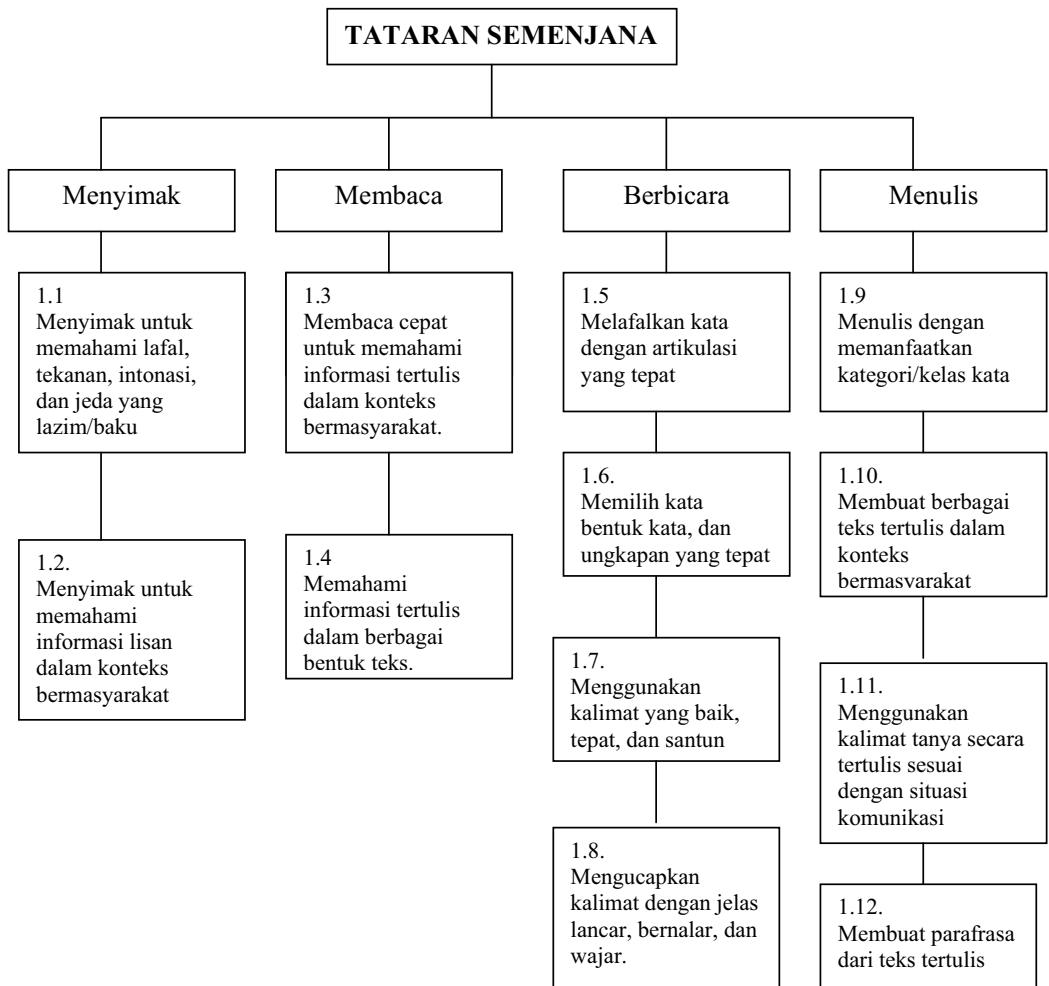 TATARAN SEMENJANA
Menyimak
Membaca
Berbicara
Menulis
1.1
Menyimak untuk
memahami lafal,
tekanan, intonasi,
dan jeda yang
lazim/baku
1.2.
Menyimak untuk
memahami
informasi lisan
dalam konteks
bermasyarakat
1.3
Membaca cepat
untuk memahami
informasi tertulis
dalam konteks
bermasyarakat.
1.4
Memahami
informasi tertulis
dalam berbagai
bentuk teks.
1.5
Melafalkan kata
dengan artikulasi
yang tepat
1.6.
Memilih kata
bentuk kata, dan
ungkapan yang tepat
1.7.
Menggunakan
kalimat yang baik,
tepat, dan santun
1.8.
Mengucapkan
kalimat dengan jelas
lancar, bernalar, dan
wajar.
1.9
Menulis dengan
memanfaatkan
kategori/kelas kata
1.10.
Membuat berbagai
teks tertulis dalam
konteks
bermasyarakat
1.11.
Menggunakan
kalimat tanya secara
tertulis sesuai
dengan situasi
komunikasi
1.12.
Membuat parafrasa
dari teks tertulis